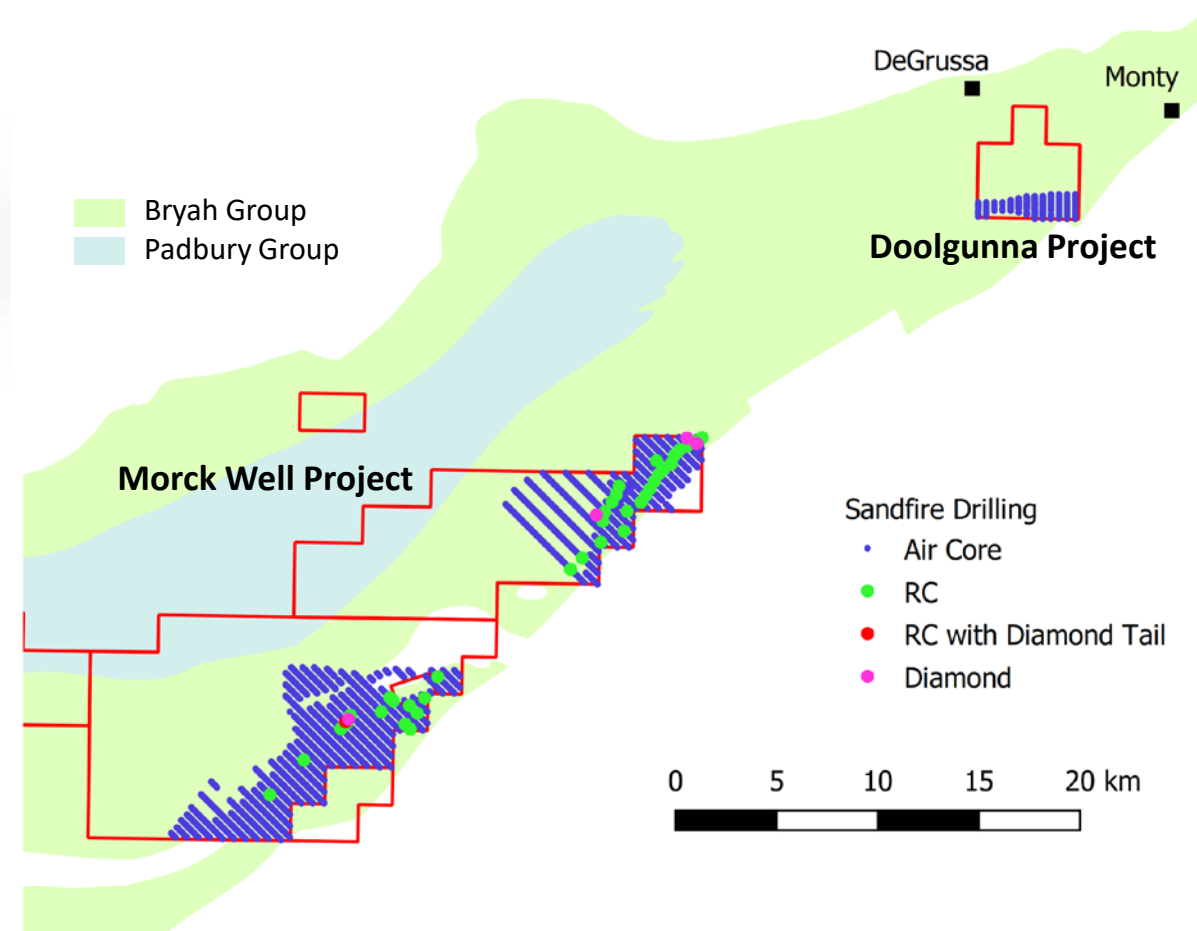 DeGrussa
Monty
Bryah Group
Padbury Group
Doolgunna Project
Morck Well Project
Sandfire Drilling
Air Core
RC
RC with Diamond Tail
Diamond
0 5 10 15 20 km